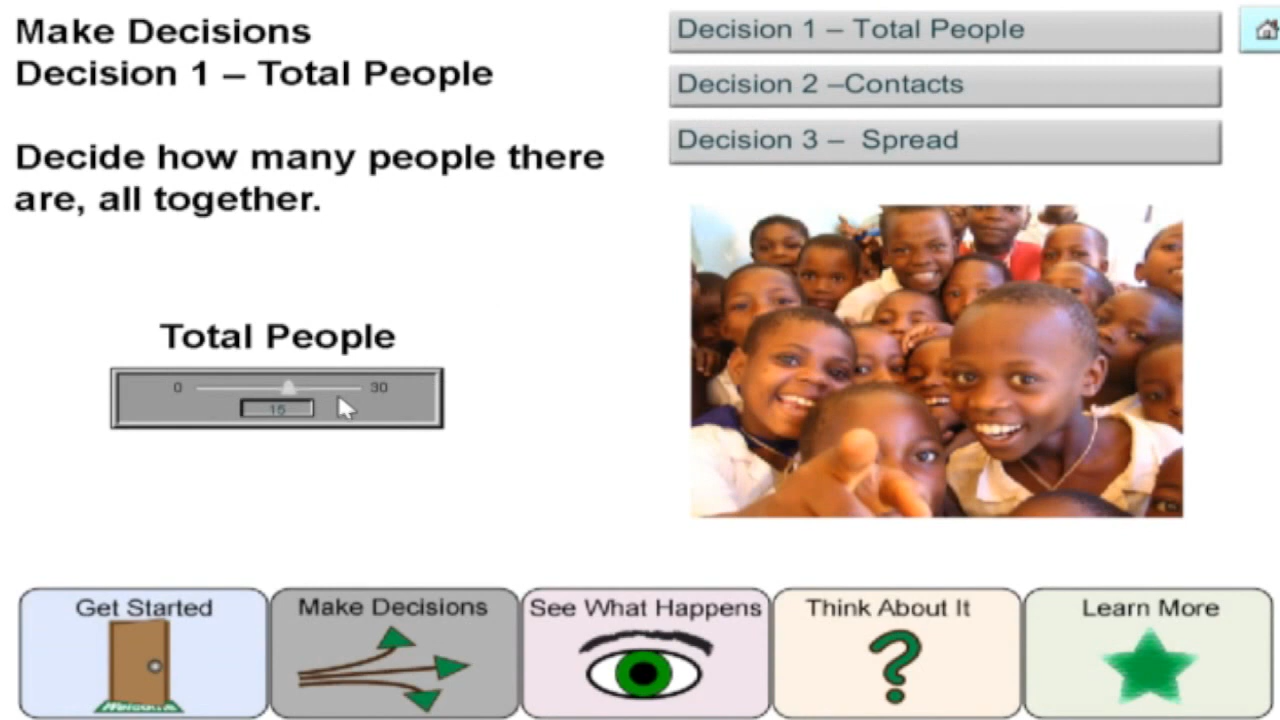 Make Decisions
Decision 1 – Total People
Decide how many people there
are, all together.
Total People
0
30
15
Decision 1 – Total People
Decision 2 –Contacts
Decision 3 – Spread
Get Started
Make Decisions
See What Happens
Think About It
Learn More
Welcome